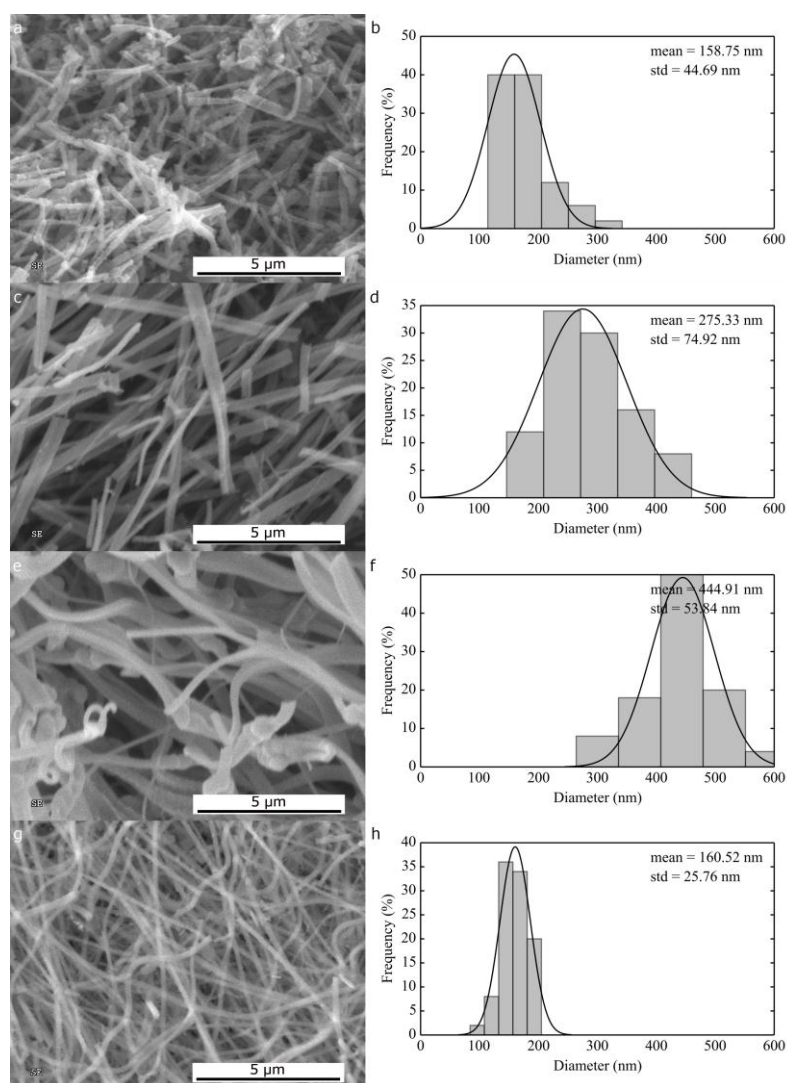 a
5 µm
SE
b
mean = 158.75 nm
std = 44.69 nm
Frequency (%)
50
40
30
20
10
0
0 100 200 300 400 500 600
Diameter (nm)
c
5 µm
SE
d
mean = 275.33 nm
std = 74.92 nm
Frequency (%)
35
30
25
20
15
10
5
0
0 100 200 300 400 500 600
Diameter (nm)
e
5 µm
SE
f
mean = 444.91 nm
std = 53.84 nm
Frequency (%)
50
40
30
20
10
0
0 100 200 300 400 500 600
Diameter (nm)
g
5 µm
SE
h
mean = 160.52 nm
std = 25.76 nm
Frequency (%)
40
35
30
25
20
15
10
5
0
0 100 200 300 400 500 600
Diameter (nm)